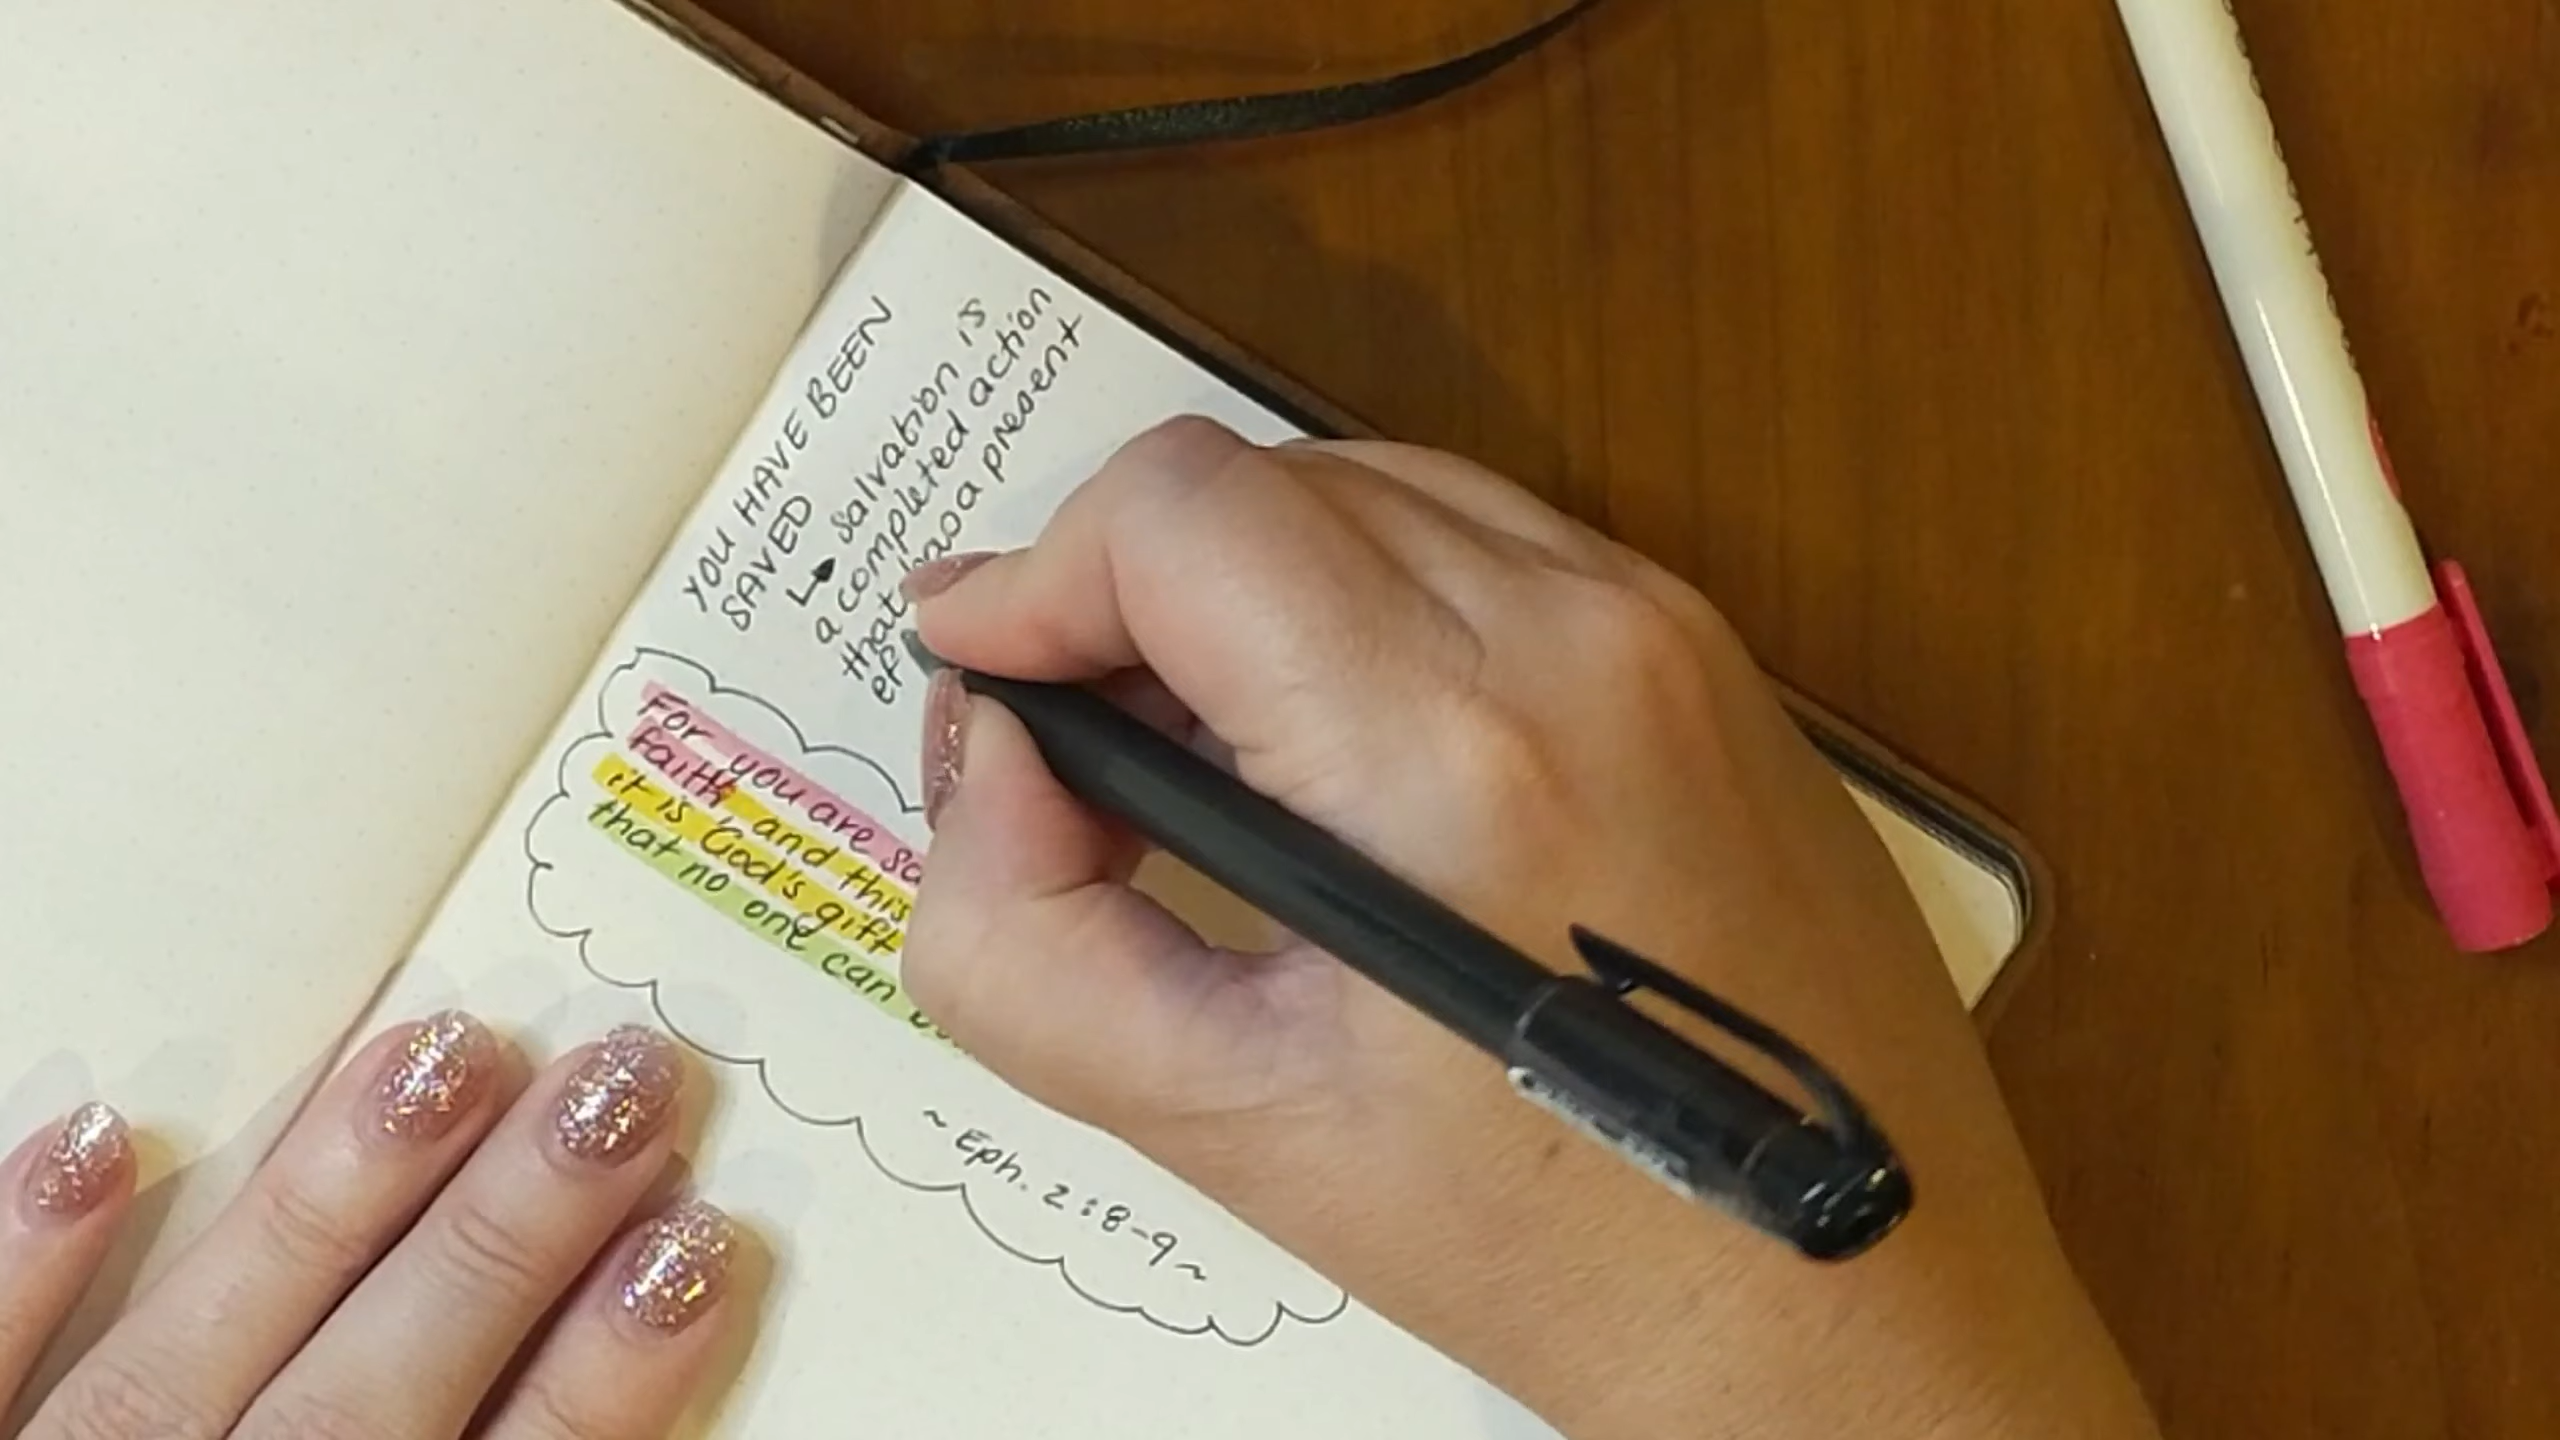 YOU HAVE BEEN
SAVED
salvation is
a completed action
that has a present
ef
For you are
faith and this
it is God's gift
that no one can
~Eph. 2:8-9~